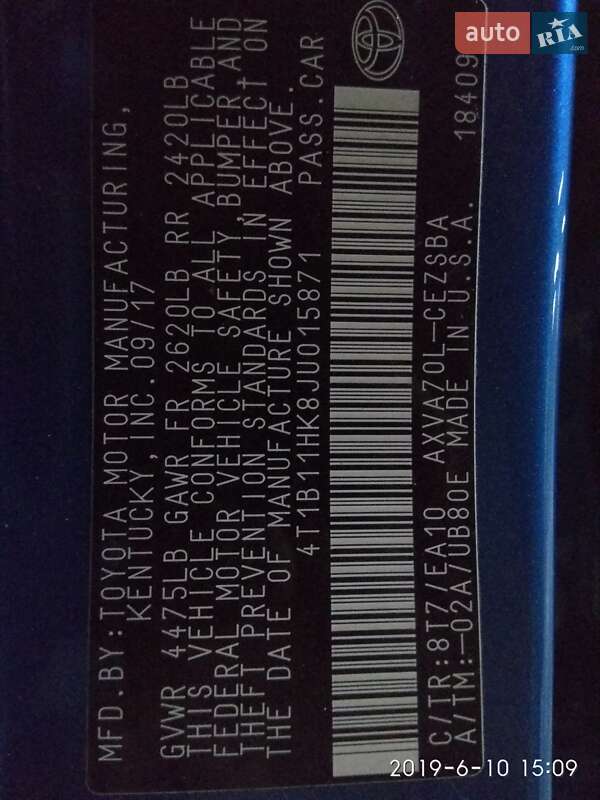 MFD.BY:TOYOTA MOTOR MANUFACTURING,
KENTUCKY,INC.09/17
GVWR 4475LB GAWR FR 2620LB RR 2420LB
THIS VEHICLE CONFORMS TO ALL APPLICABLE
FEDERAL MOTOR VEHICLE SAFETY,BUMPER,AND
THEFT PREVENTION STANDARDS IN EFFECT ON
THE DATE OF MANUFACTURE SHOWN ABOVE.
4T1B11HK8JU015871 PASS.CAR
C/TR:8T7/EA10 AXVA70L-CEZSBA
A/TM:-02A/UB80E MADE IN U.S.A.
18409
auto RIA.com
2019-6-10 15:09